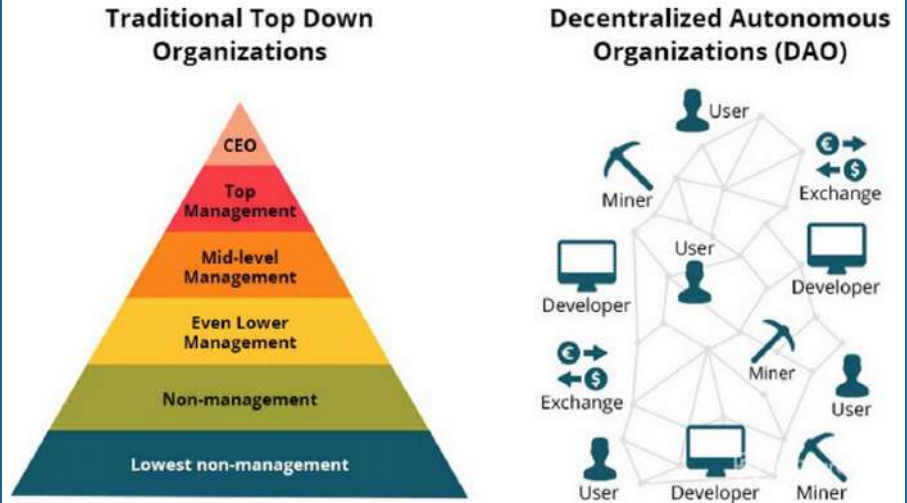 Traditional Top Down
Organizations
CEO
Top
Management
Mid-level
Management
Even Lower
Management
Non-management
Lowest non-management
Decentralized Autonomous
Organizations (DAO)
User
Miner
€
$
Exchange
User
Developer
Developer
€
$
Exchange
Miner
User
User
Developer
Miner